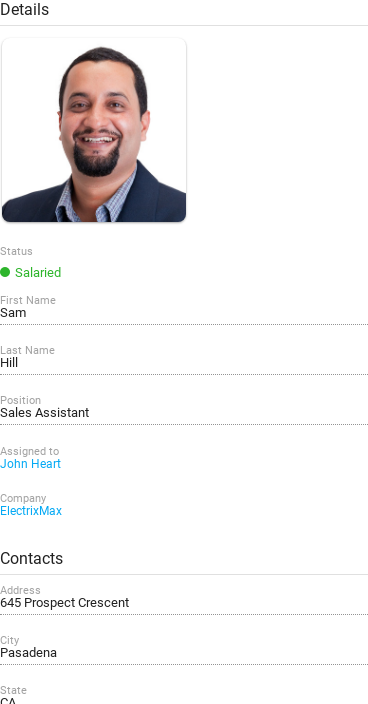 Details
Status
Salaried
First Name
Sam
Last Name
Hill
Position
Sales Assistant
Assigned to
John Heart
Company
ElectrixMax
Contacts
Address
645 Prospect Crescent
City
Pasadena
State
CA